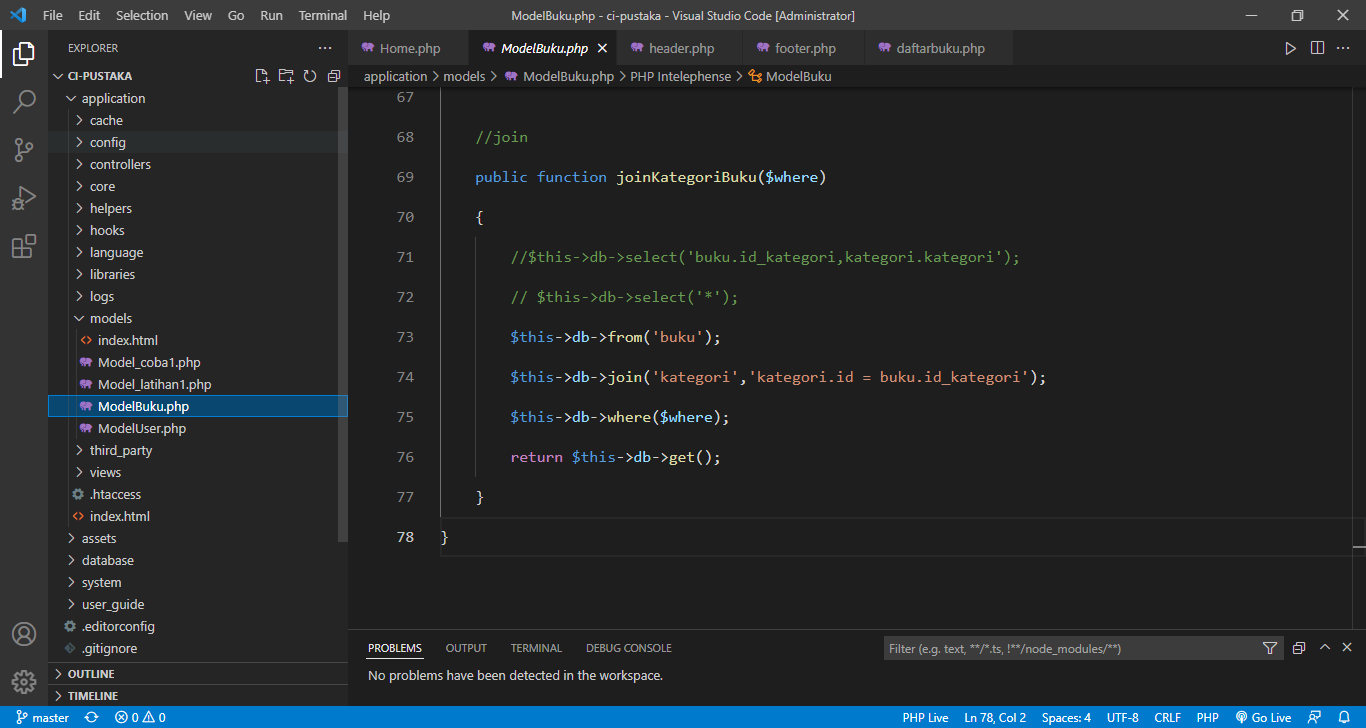 File Edit Selection View Go Run Terminal Help ModelBuku.php - ci-pustaka - Visual Studio Code [Administrator]
EXPLORER
CI-PUSTAKA
application
cache
config
controllers
core
helpers
hooks
language
libraries
logs
models
index.html
Model_coba1.php
Model_latihan1.php
ModelBuku.php
ModelUser.php
third_party
views
.htaccess
index.html
assets
database
system
user_guide
.editorconfig
.gitignore
OUTLINE
TIMELINE
Home.php ModelBuku.php header.php footer.php daftarbuku.php
application > models > ModelBuku.php > PHP Intelephense > ModelBuku
67
68 //join
69 public function joinKategoriBuku($where)
70 {
71 //$this->db->select('buku.id_kategori,kategori.kategori');
72 // $this->db->select('*');
73 $this->db->from('buku');
74 $this->db->join('kategori','kategori.id = buku.id_kategori');
75 $this->db->where($where);
76 return $this->db->get();
77 }
78 }
PROBLEMS OUTPUT TERMINAL DEBUG CONSOLE Filter (e.g. text, **/*.ts, !**/node_modules/**)
No problems have been detected in the workspace.
master 0 0 PHP Live Ln 78, Col 2 Spaces: 4 UTF-8 CRLF PHP Go Live